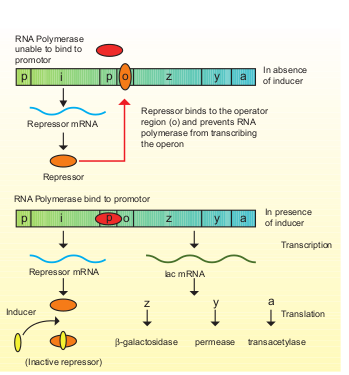 RNA Polymerase
unable to bind to
promotor
p i p o z y a
In absence
of inducer
Repressor mRNA
Repressor binds to the operator
region (o) and prevents RNA
polymerase from transcribing
the operon
Repressor
RNA Polymerase bind to promotor
p i p o z y a
In presence
of inducer
Transcription
Repressor mRNA
lac mRNA
Inducer
z y a
Translation
β-galactosidase permease transacetylase
(Inactive repressor)